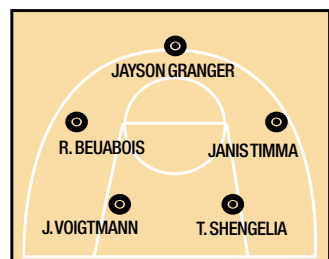 JAYSON GRANGER
R. BEUABOIS
JANIS TIMMA
J. VOIGTMANN
T. SHENGELIA